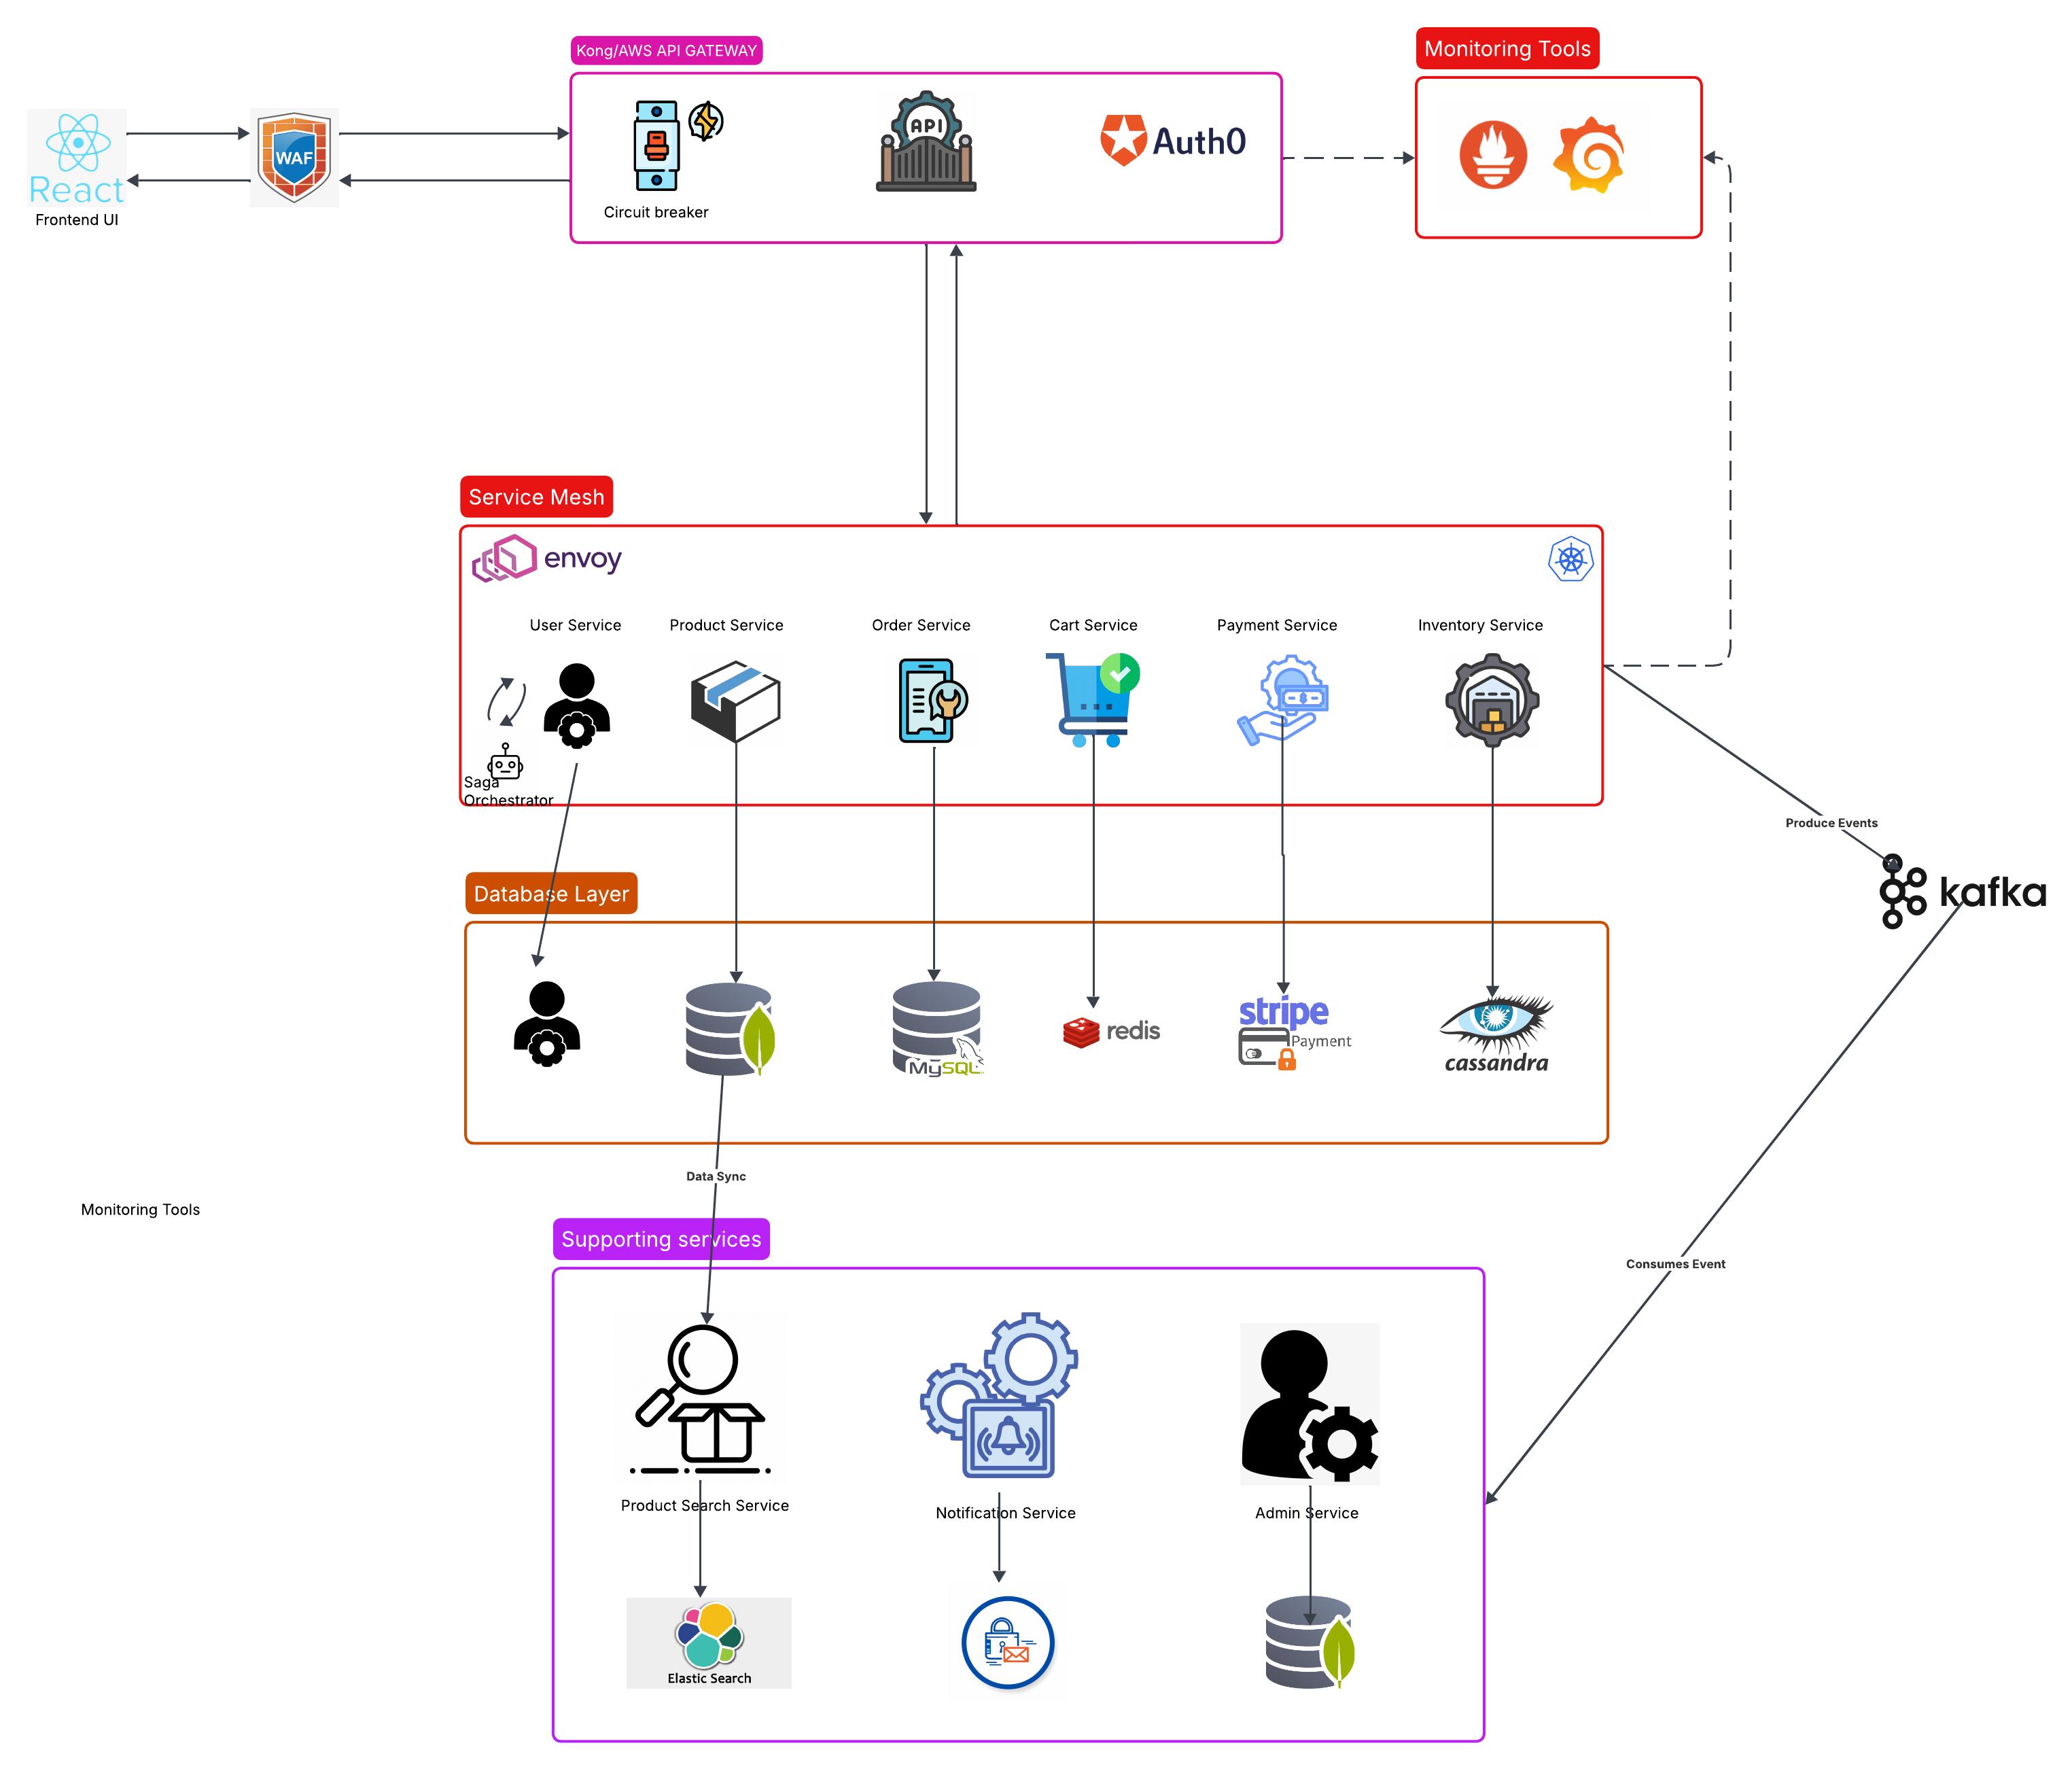 Kong/AWS API GATEWAY
Monitoring Tools
React
Frontend UI
WAF
Circuit breaker
API
Auth0
Service Mesh
envoy
User Service
Product Service
Order Service
Cart Service
Payment Service
Inventory Service
Saga
Orchestrator
Produce Events
kafka
Database Layer
MySQL
redis
stripe
Payment
cassandra
Data Sync
Monitoring Tools
Supporting services
Consumes Event
Product Search Service
Notification Service
Admin Service
Elastic Search